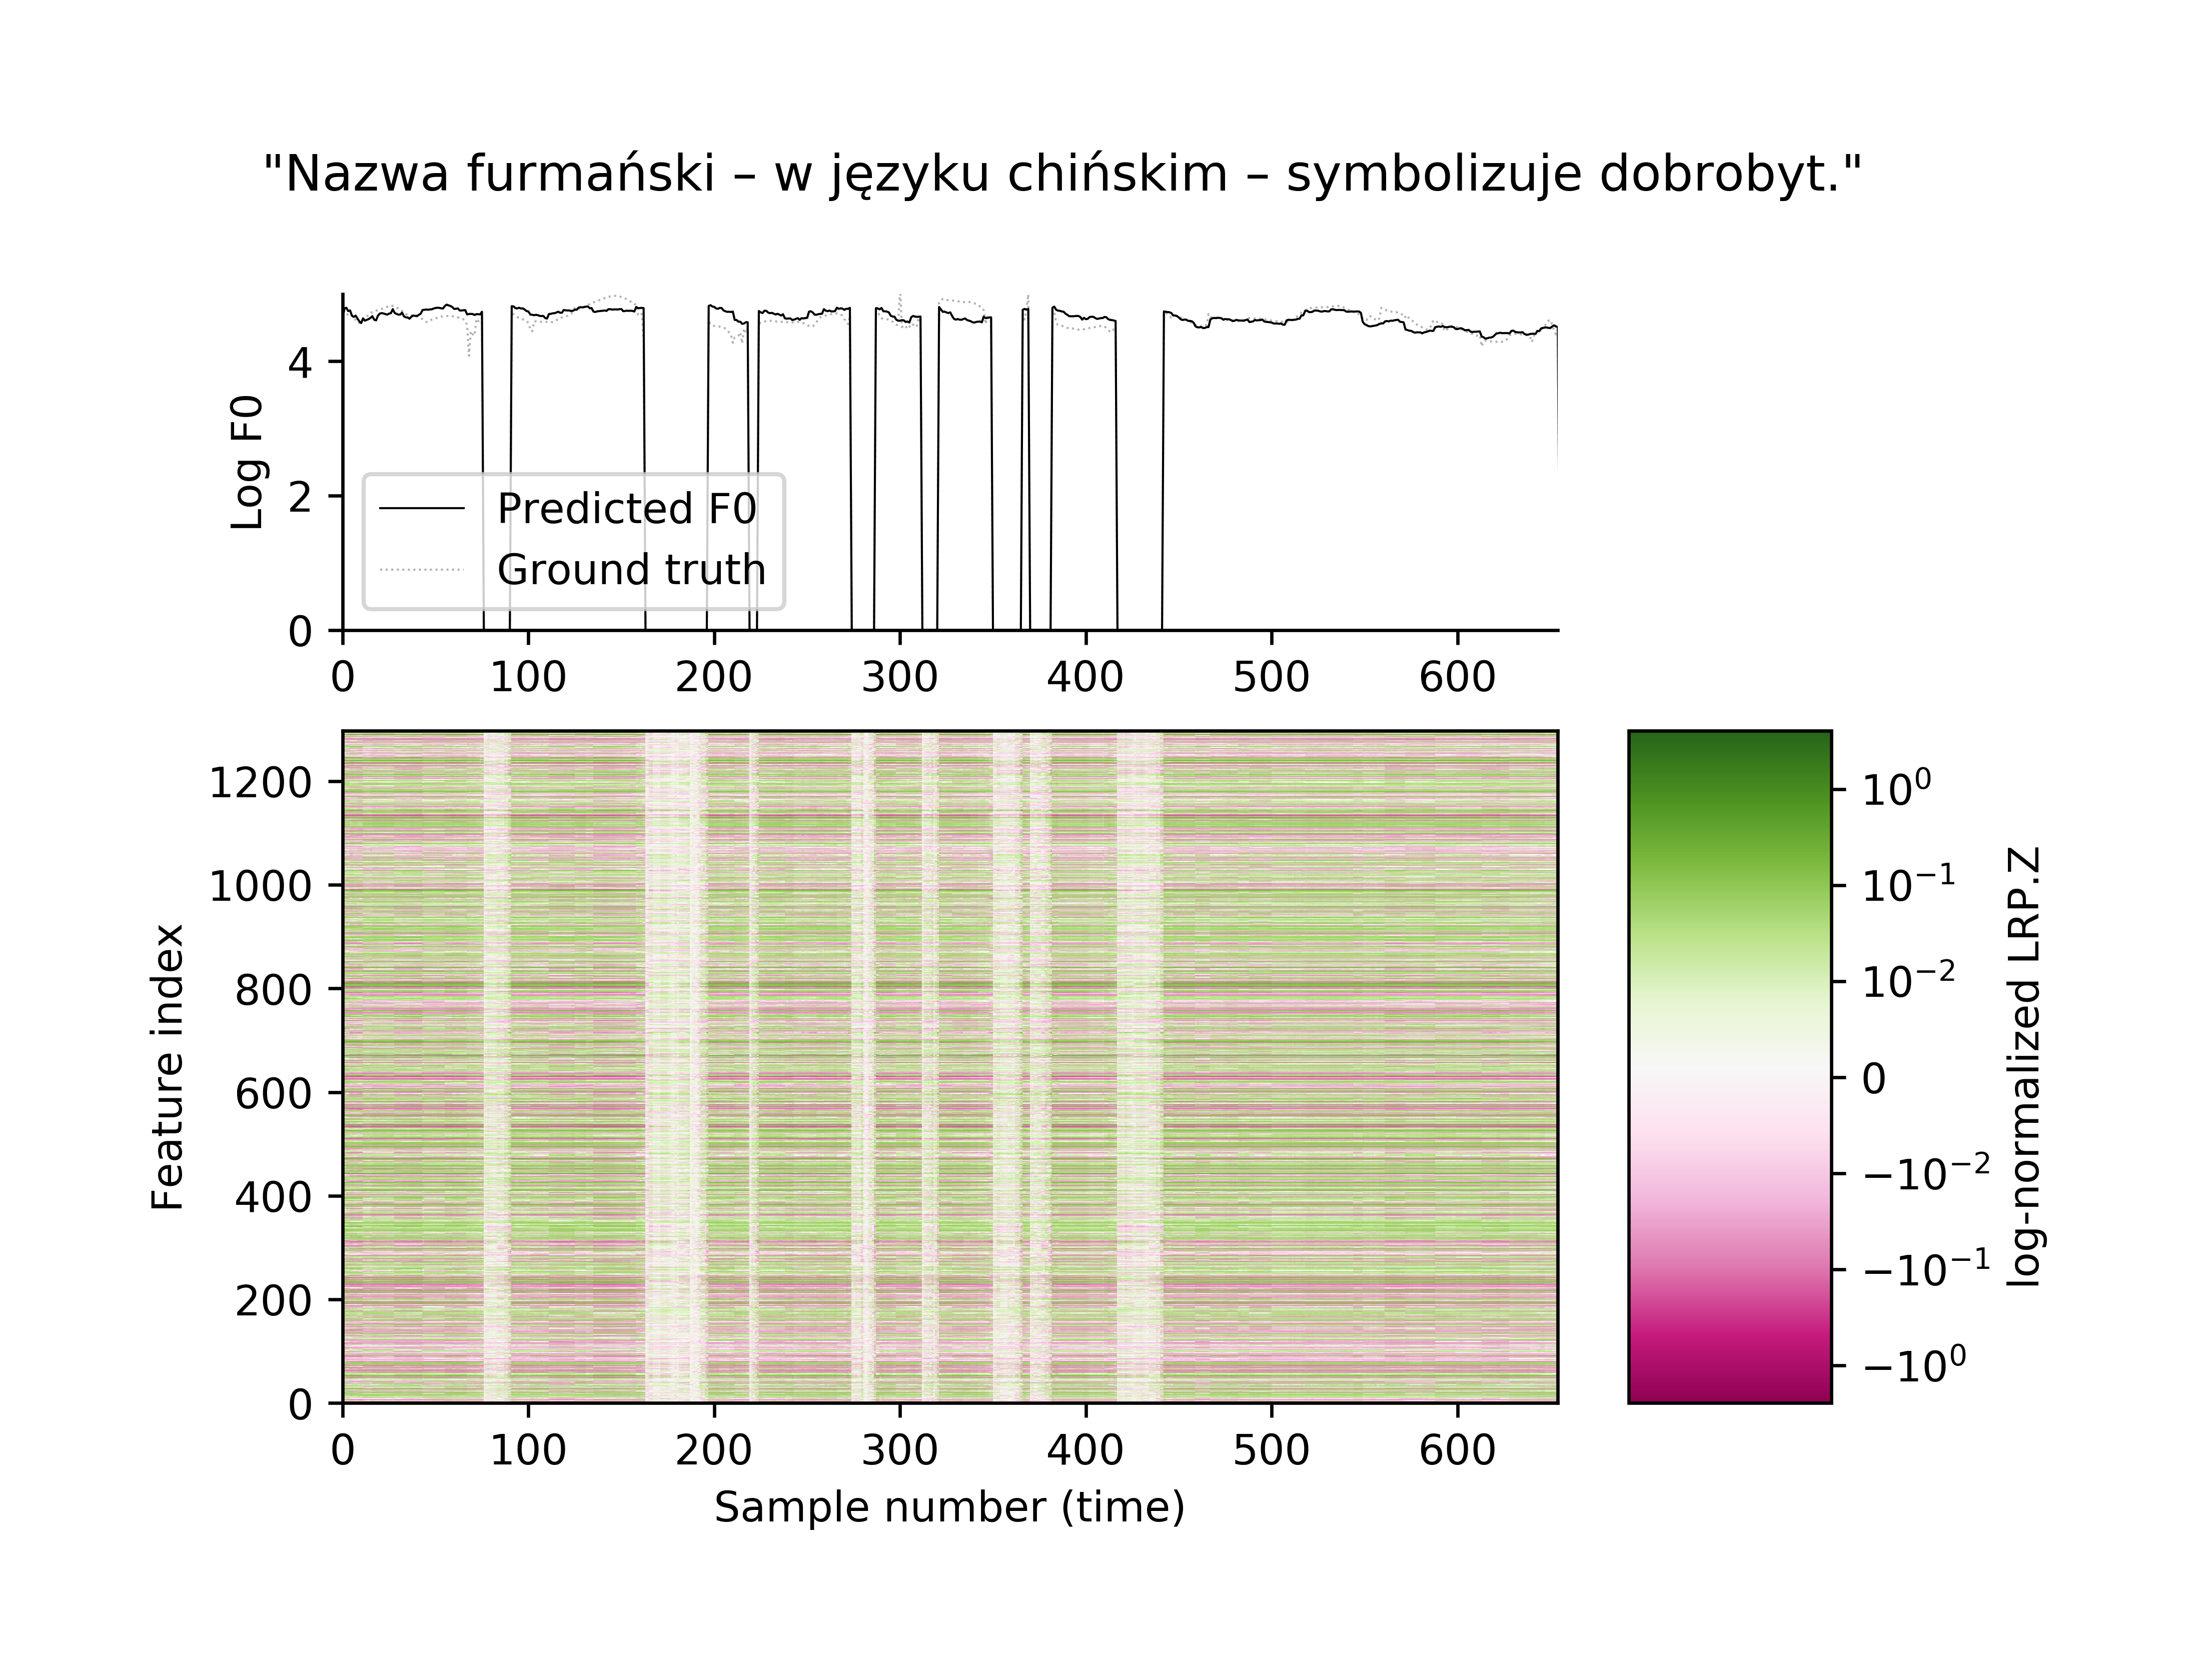 "Nazwa furmański – w języku chińskim – symbolizuje dobrobyt."
Log F0
4
2
0
Predicted F0
Ground truth
0 100 200 300 400 500 600
Feature index
1200
1000
800
600
400
200
0
0 100 200 300 400 500 600
Sample number (time)
10⁰
10⁻¹
10⁻²
0
−10⁻²
−10⁻¹
−10⁰
log-normalized LRP.Z